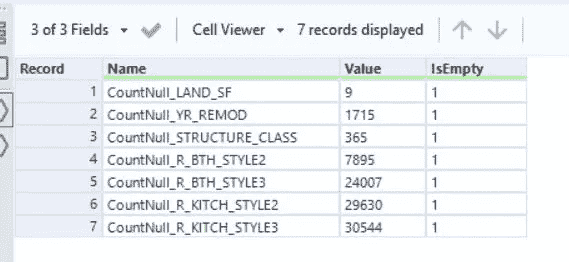 3 of 3 Fields Cell Viewer 7 records displayed
Record Name Value IsEmpty
1 CountNull_LAND_SF 9 1
2 CountNull_YR_REMOD 1715 1
3 CountNull_STRUCTURE_CLASS 365 1
4 CountNull_R_BTH_STYLE2 7895 1
5 CountNull_R_BTH_STYLE3 24007 1
6 CountNull_R_KITCH_STYLE2 29630 1
7 CountNull_R_KITCH_STYLE3 30544 1